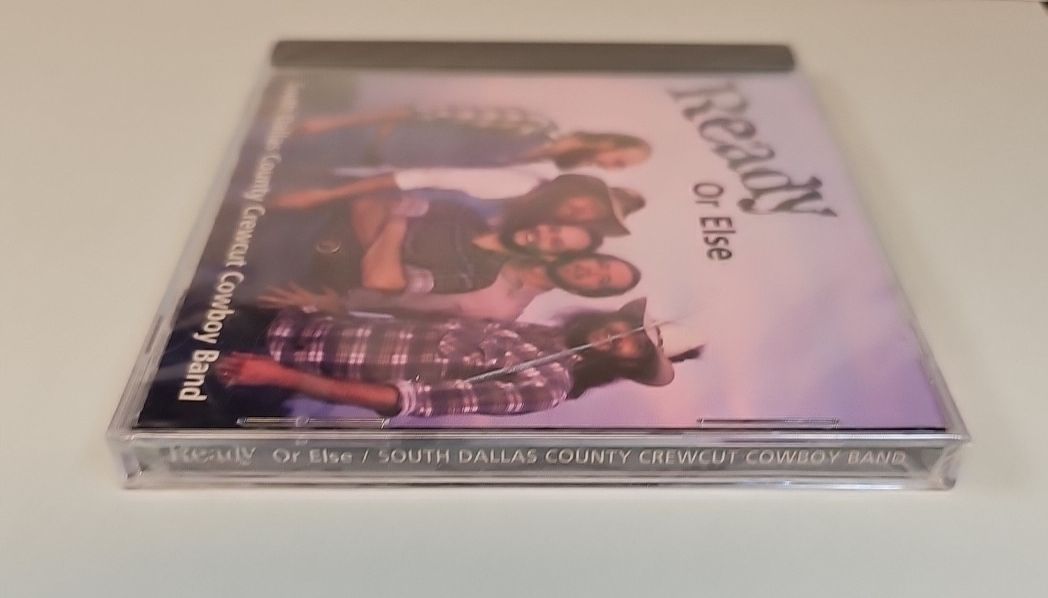 Ready
Or Else
South Dallas County Crewcut Cowboy Band
Ready Or Else / SOUTH DALLAS COUNTY CREWCUT COWBOY BAND